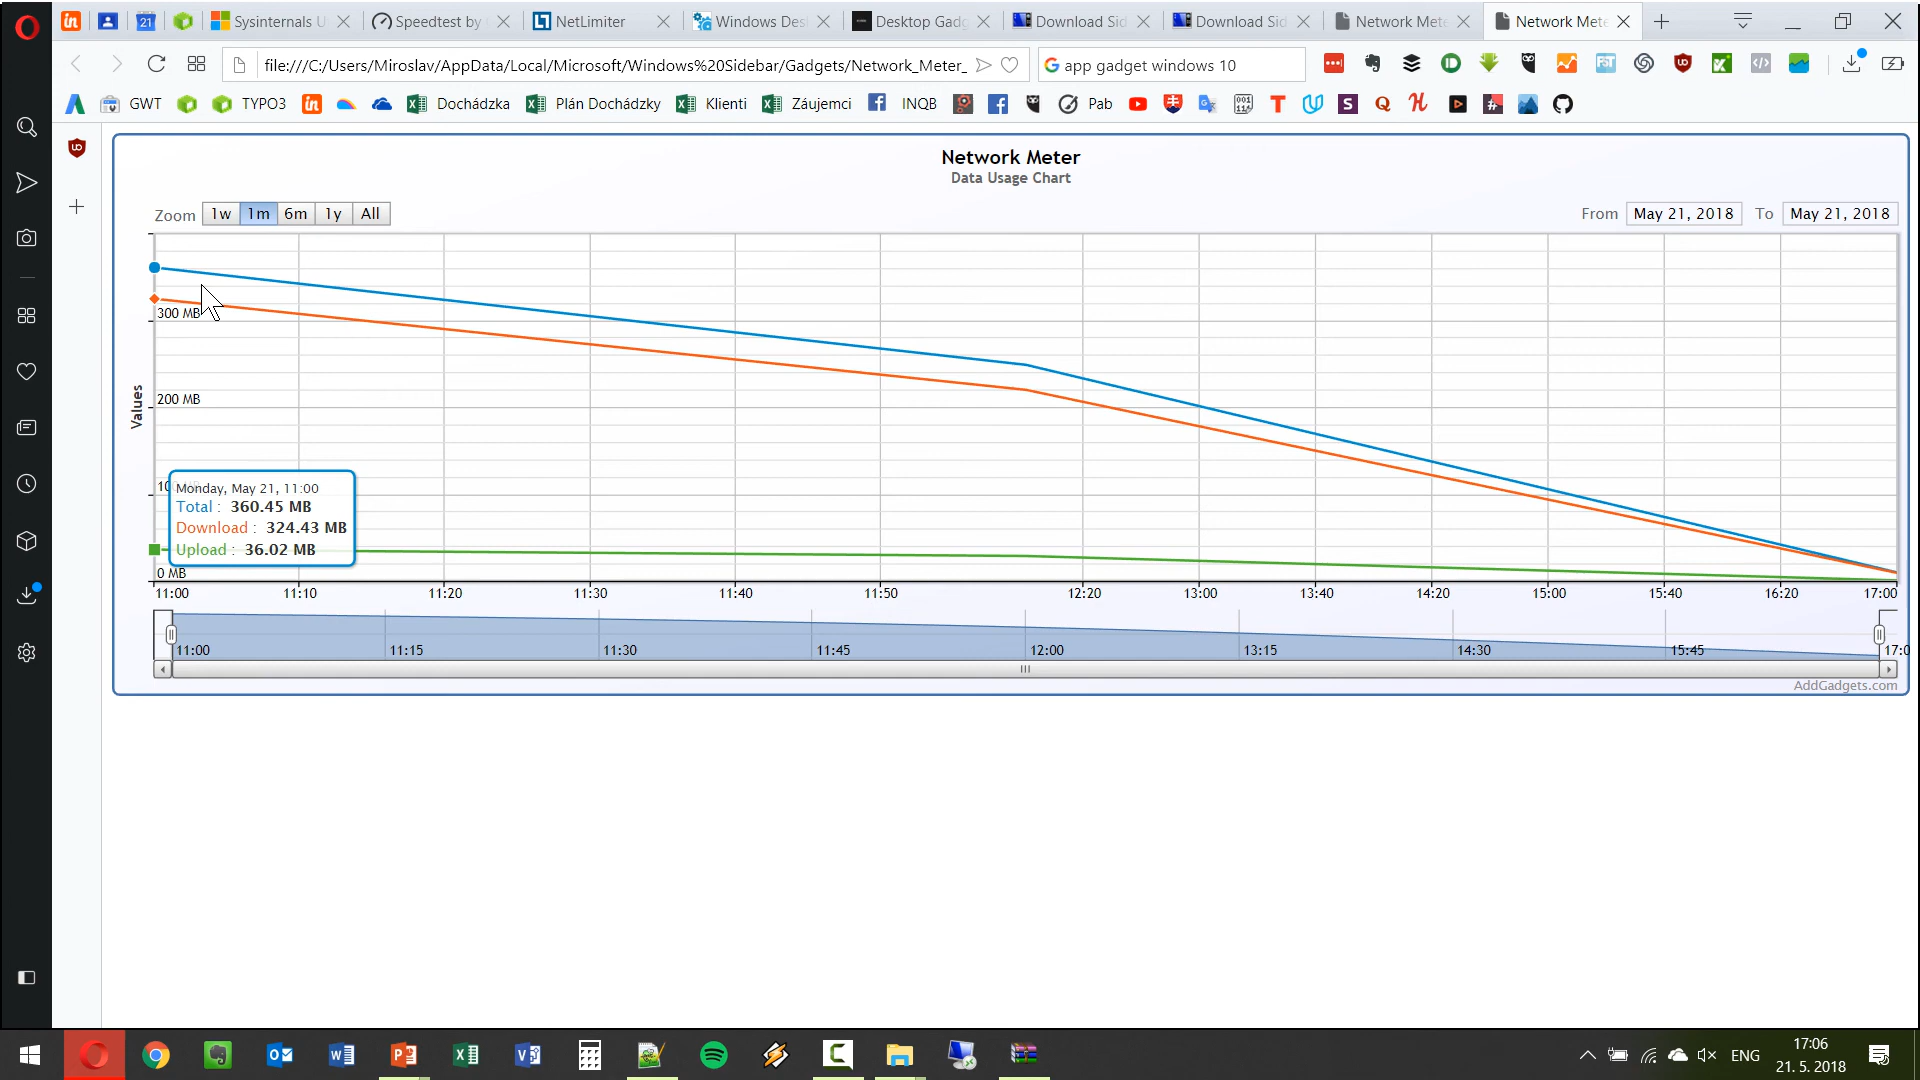 Sysinternals U
Speedtest by
NetLimiter
Windows Des
Desktop Gadg
Download Sid
Download Sid
Network Mete
Network Mete
file:///C:/Users/Miroslav/AppData/Local/Microsoft/Windows%20Sidebar/Gadgets/Network_Meter_
app gadget windows 10
GWT
TYPO3
Dochádzka
Plán Dochádzky
Klienti
Záujemci
INQB
Pab
Network Meter
Data Usage Chart
Zoom 1w 1m 6m 1y All
From May 21, 2018 To May 21, 2018
300 MB
Values
200 MB
Monday, May 21, 11:00
Total : 360.45 MB
Download : 324.43 MB
Upload : 36.02 MB
0 MB
11:00 11:10 11:20 11:30 11:40 11:50 12:20 13:00 13:40 14:20 15:00 15:40 16:20 17:00
11:00 11:15 11:30 11:45 12:00 13:15 14:30 15:45 17:0
AddGadgets.com
ENG
17:06
21. 5. 2018